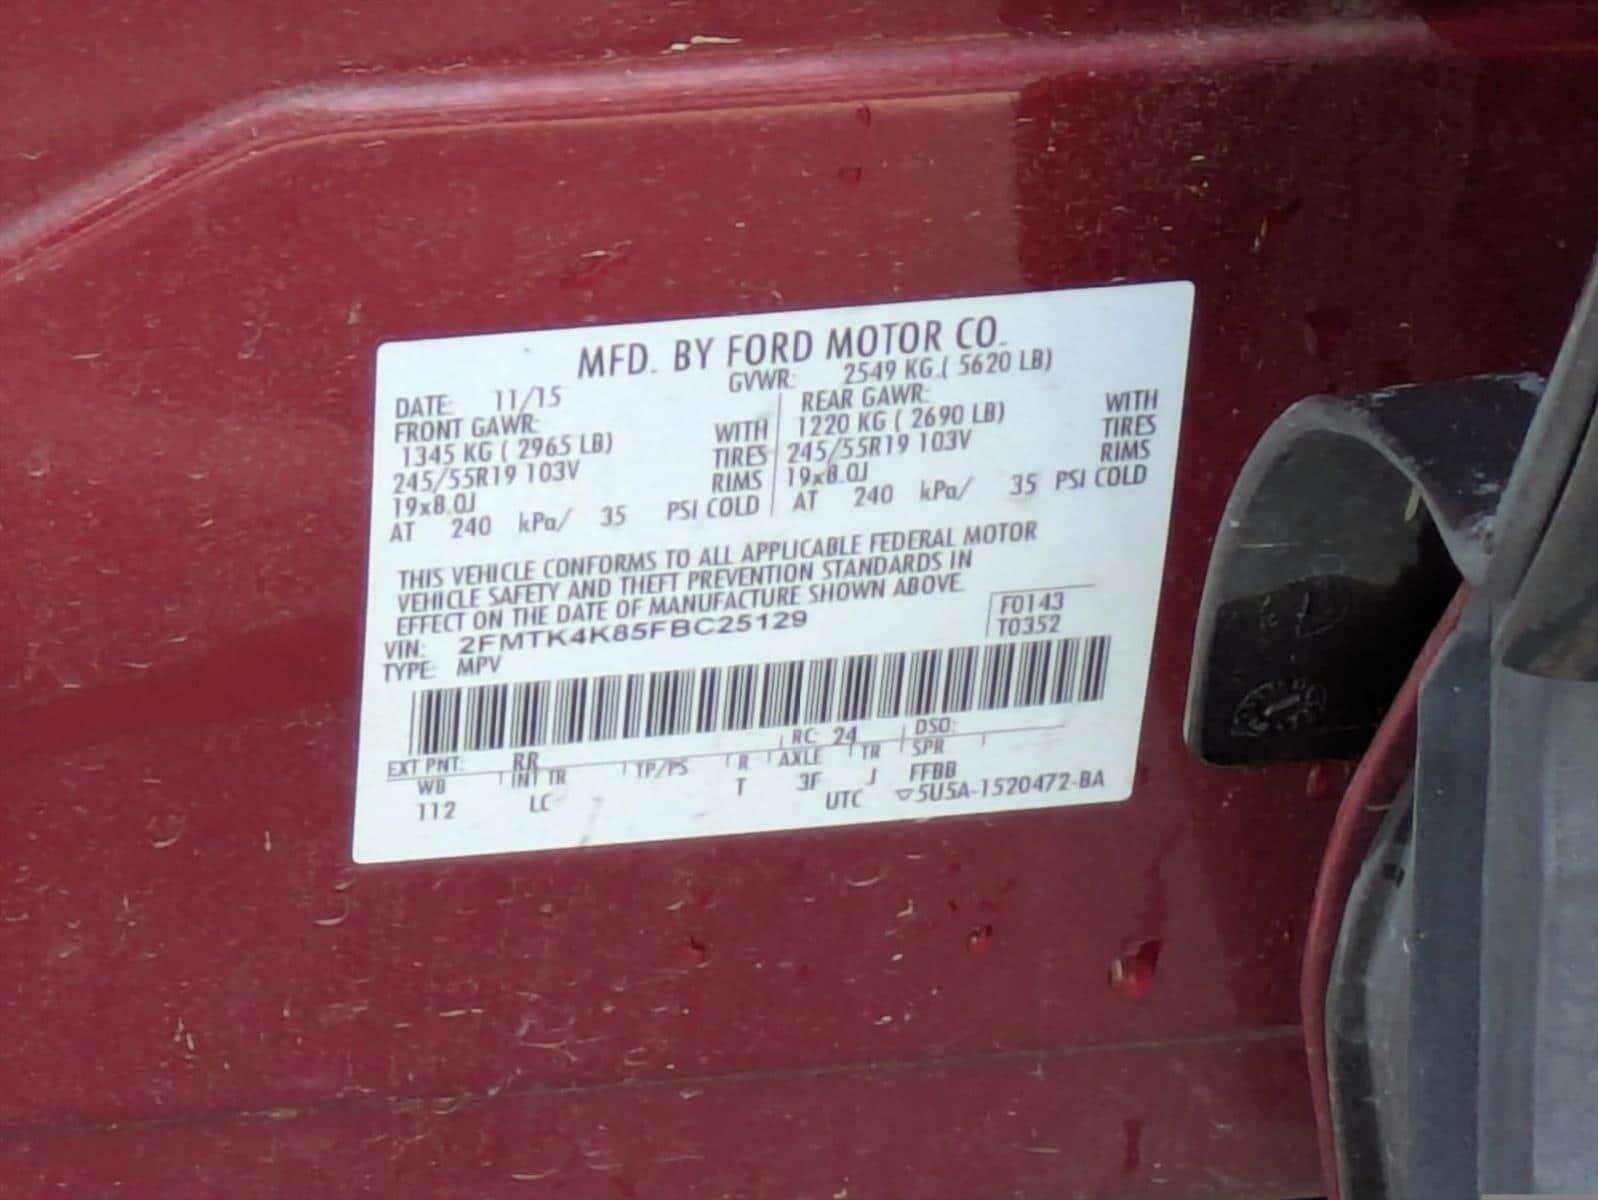 MFD. BY FORD MOTOR CO.
DATE: 11/15 GVWR: 2549 KG ( 5620 LB)
FRONT GAWR: REAR GAWR:
1345 KG ( 2965 LB) WITH 1220 KG ( 2690 LB) WITH
245/55R19 103V TIRES 245/55R19 103V TIRES
19x8.0J RIMS 19x8.0J RIMS
AT 240 kPa/ 35 PSI COLD AT 240 kPa/ 35 PSI COLD
THIS VEHICLE CONFORMS TO ALL APPLICABLE FEDERAL MOTOR
VEHICLE SAFETY AND THEFT PREVENTION STANDARDS IN
EFFECT ON THE DATE OF MANUFACTURE SHOWN ABOVE.
VIN: 2FMTK4K85FBC25129 F0143
TYPE: MPV T0352
EXT PNT: RR RC: 24 DSO:
WB INT TR TP/PS R AXLE TR SPR
112 LC T 3F J FFBB
UTC ▽5U5A-1520472-BA